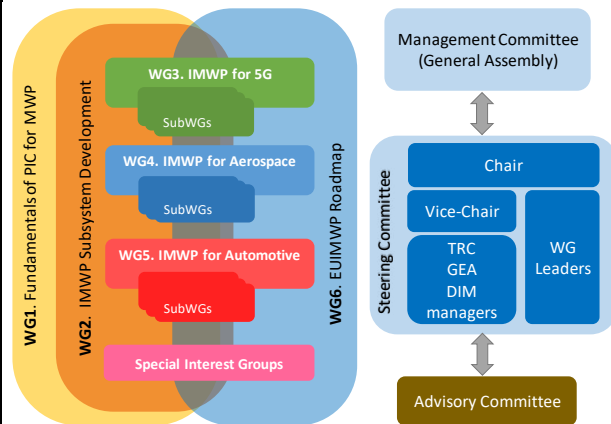 WG1. Fundamentals of PIC for MWP
WG2. IMWP Subsystem Development
WG3. IMWP for 5G
SubWGs
WG4. IMWP for Aerospace
SubWGs
WG5. IMWP for Automotive
SubWGs
Special Interest Groups
WG6. EUIMWP Roadmap
Management Committee
(General Assembly)
Steering Committee
Chair
Vice-Chair
TRC
GEA
DIM
managers
WG
Leaders
Advisory Committee